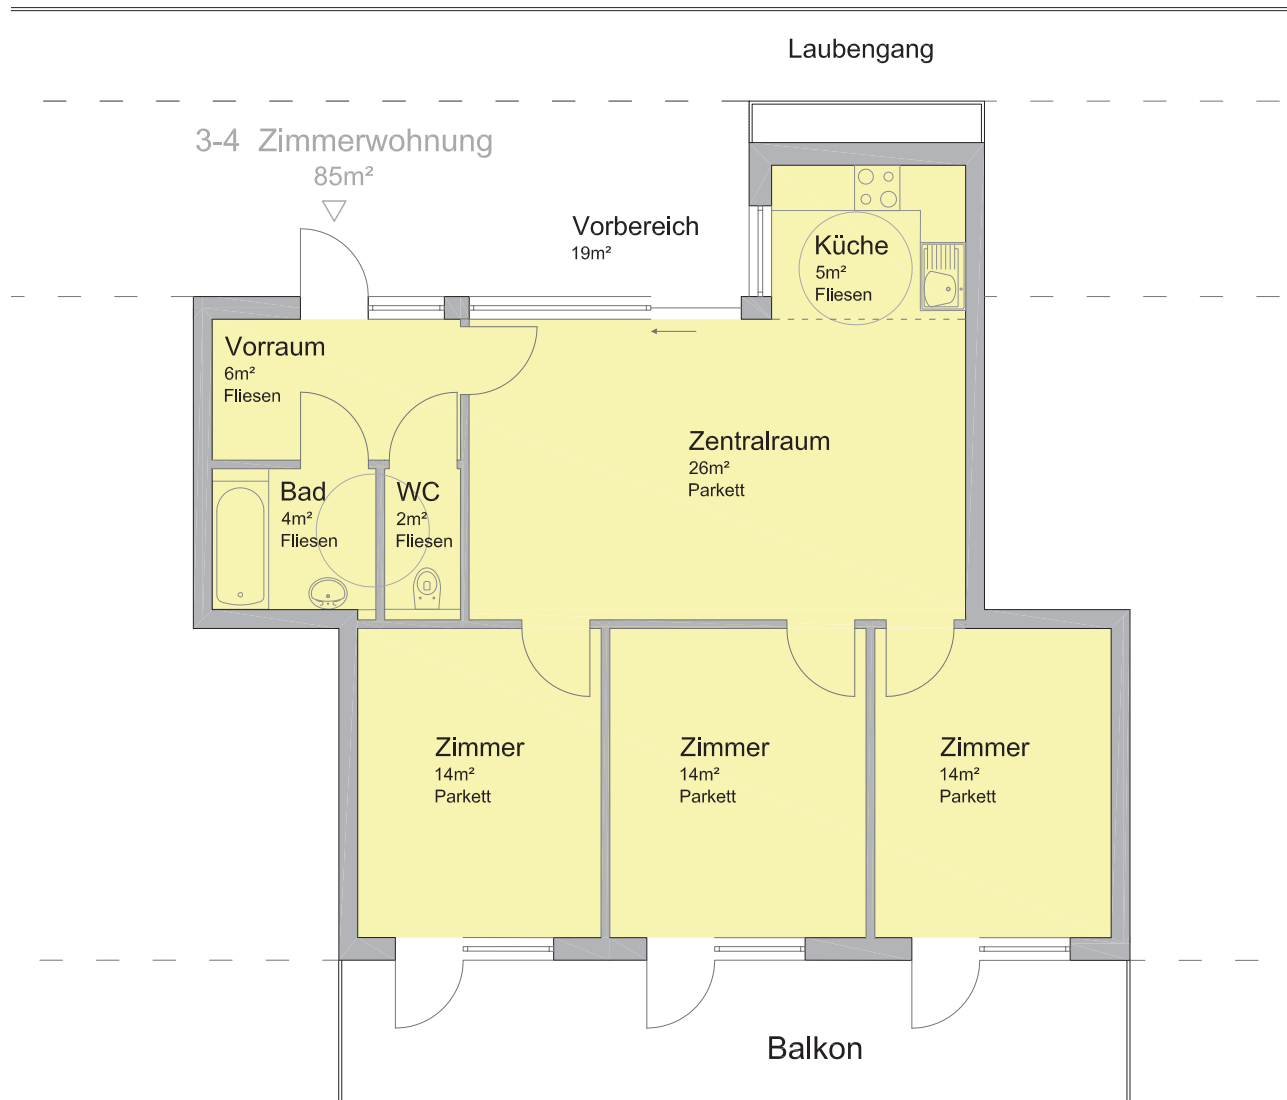 Laubengang
3-4 Zimmerwohnung
85m²
Vorbereich
19m²
Küche
5m²
Fliesen
Vorraum
6m²
Fliesen
Zentralraum
26m²
Parkett
Bad
4m²
Fliesen
WC
2m²
Fliesen
Zimmer
14m²
Parkett
Zimmer
14m²
Parkett
Zimmer
14m²
Parkett
Balkon